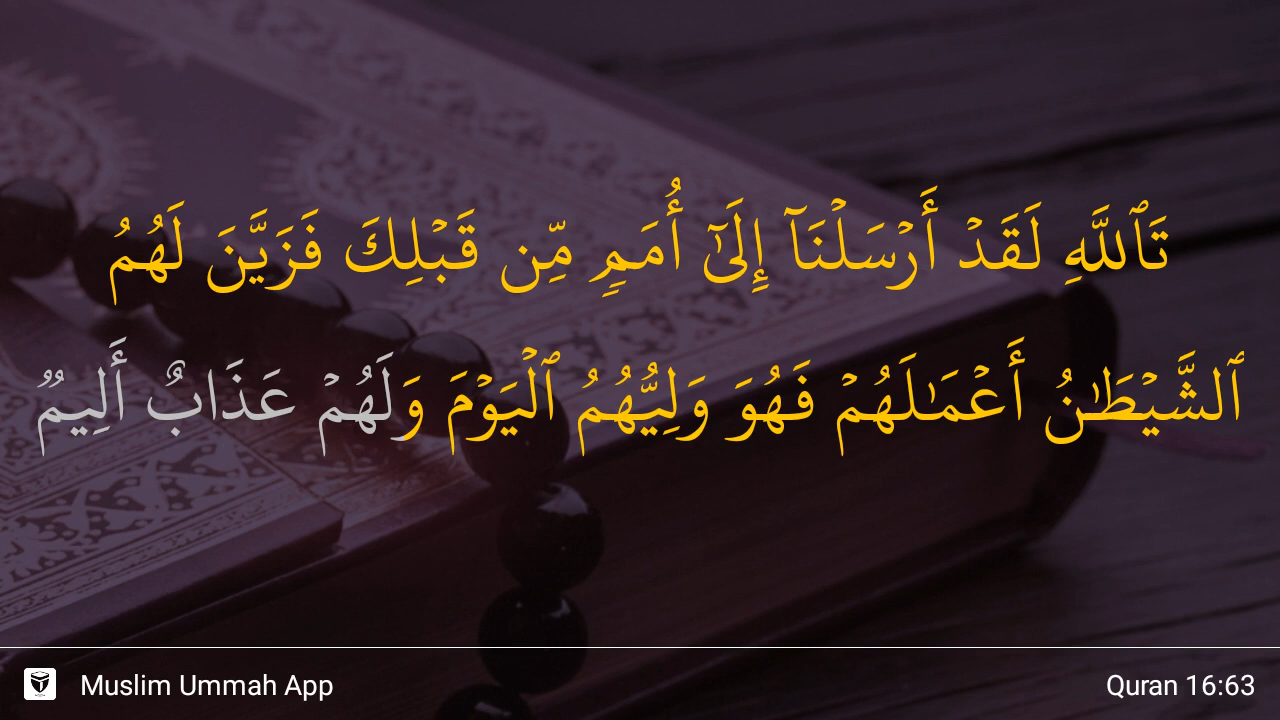 تَٱللَّهِ لَقَدۡ أَرۡسَلۡنَآ إِلَىٰٓ أُمَمٖ مِّن قَبۡلِكَ فَزَيَّنَ لَهُمُ
ٱلشَّيۡطَٰنُ أَعۡمَٰلَهُمۡ فَهُوَ وَلِيُّهُمُ ٱلۡيَوۡمَ وَلَهُمۡ عَذَابٌ أَلِيمٞ
Muslim Ummah App
Quran 16:63